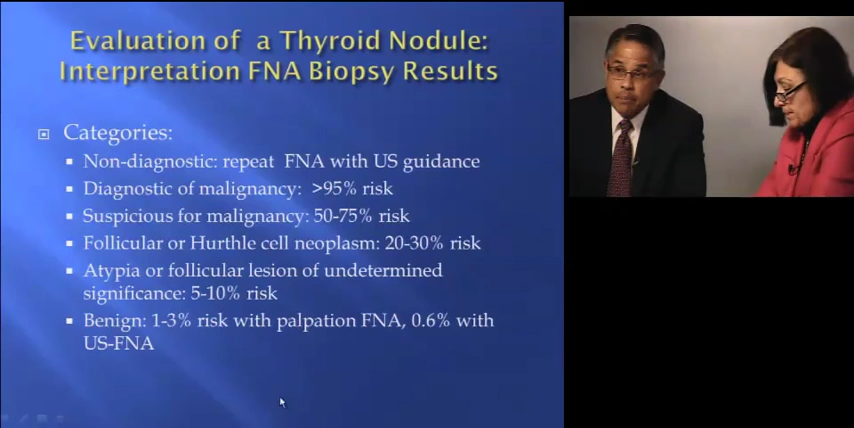 Evaluation of a Thyroid Nodule:
Interpretation FNA Biopsy Results
Categories:
Non-diagnostic: repeat FNA with US guidance
Diagnostic of malignancy: >95% risk
Suspicious for malignancy: 50-75% risk
Follicular or Hurthle cell neoplasm: 20-30% risk
Atypia or follicular lesion of undetermined
significance: 5-10% risk
Benign: 1-3% risk with palpation FNA, 0.6% with
US-FNA